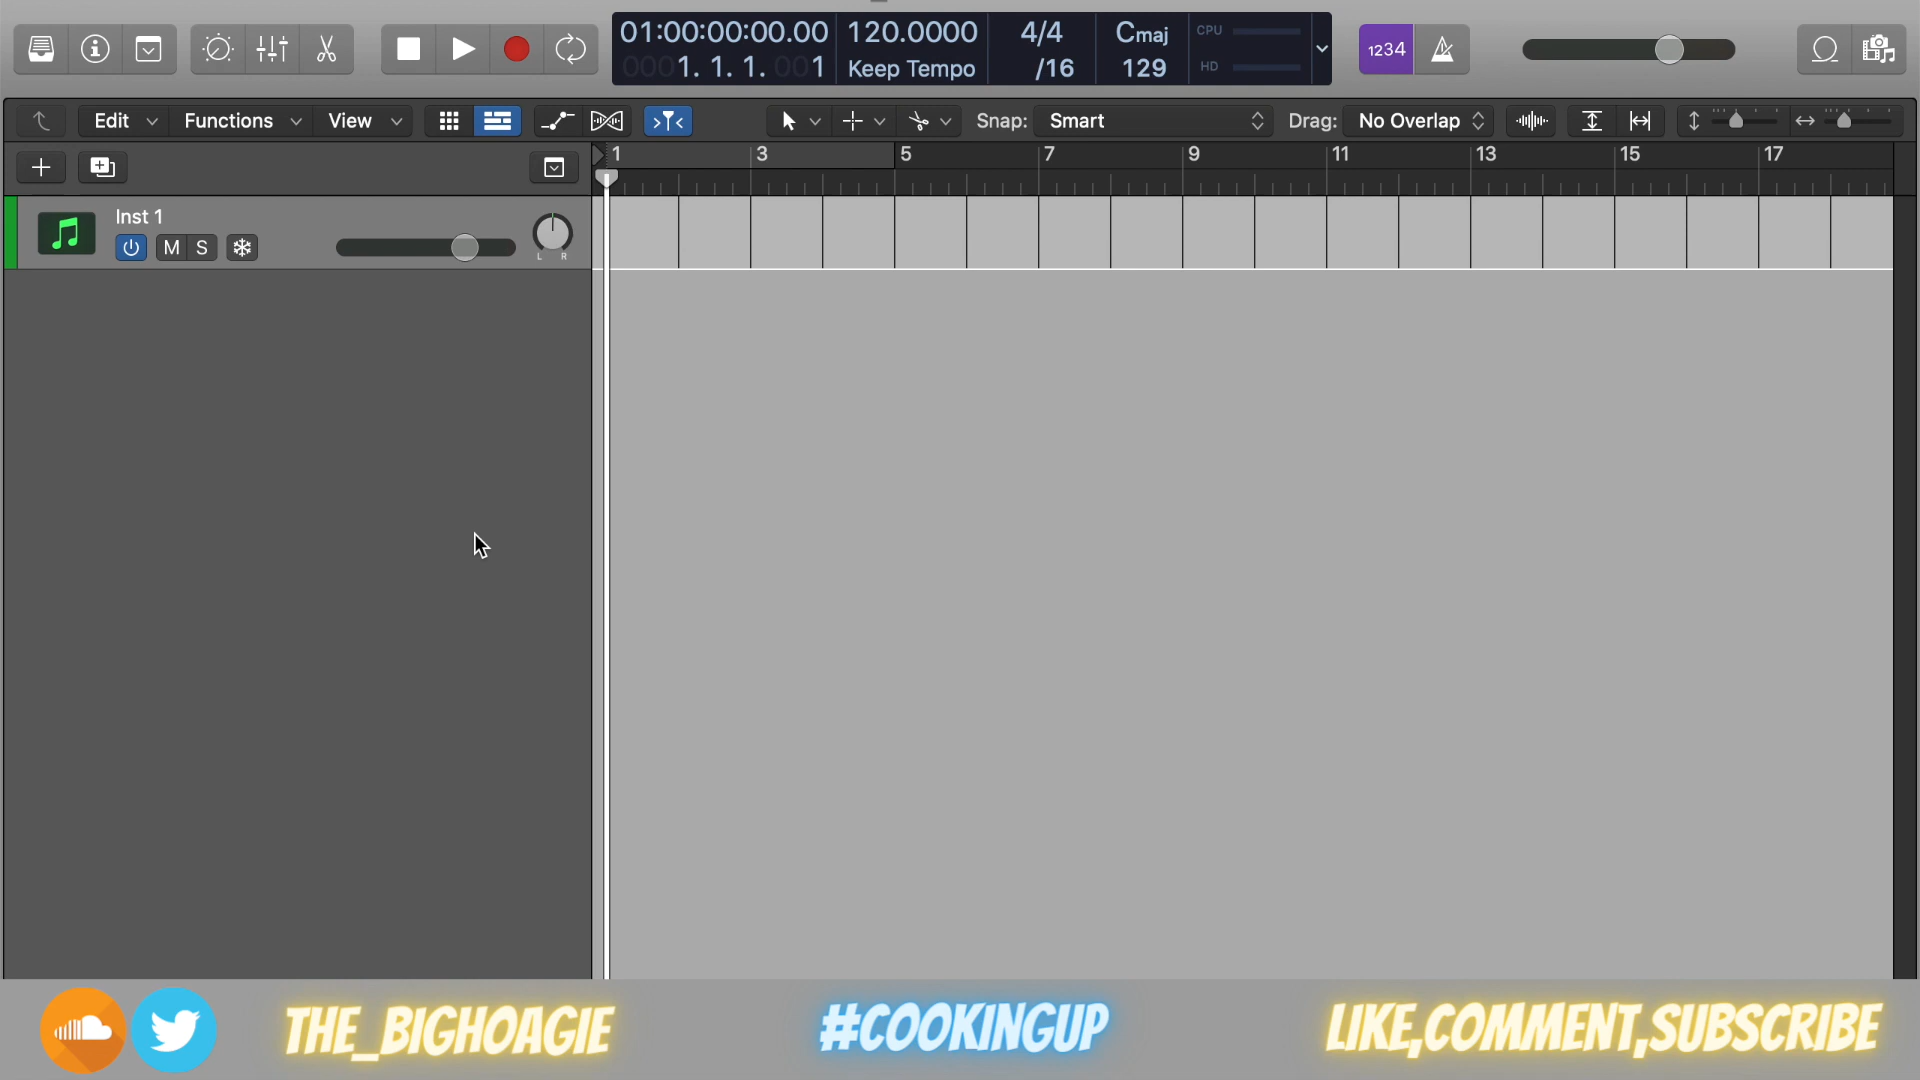 01:00:00:00.00 120.0000 4/4 Cmaj CPU
0001. 1. 1. 001 Keep Tempo /16 129 HD
1234
Edit Functions View Snap: Smart Drag: No Overlap
1 3 5 7 9 11 13 15 17
Inst 1
M S
L R
THE_BIGHOAGIE #COOKINGUP LIKE,COMMENT,SUBSCRIBE